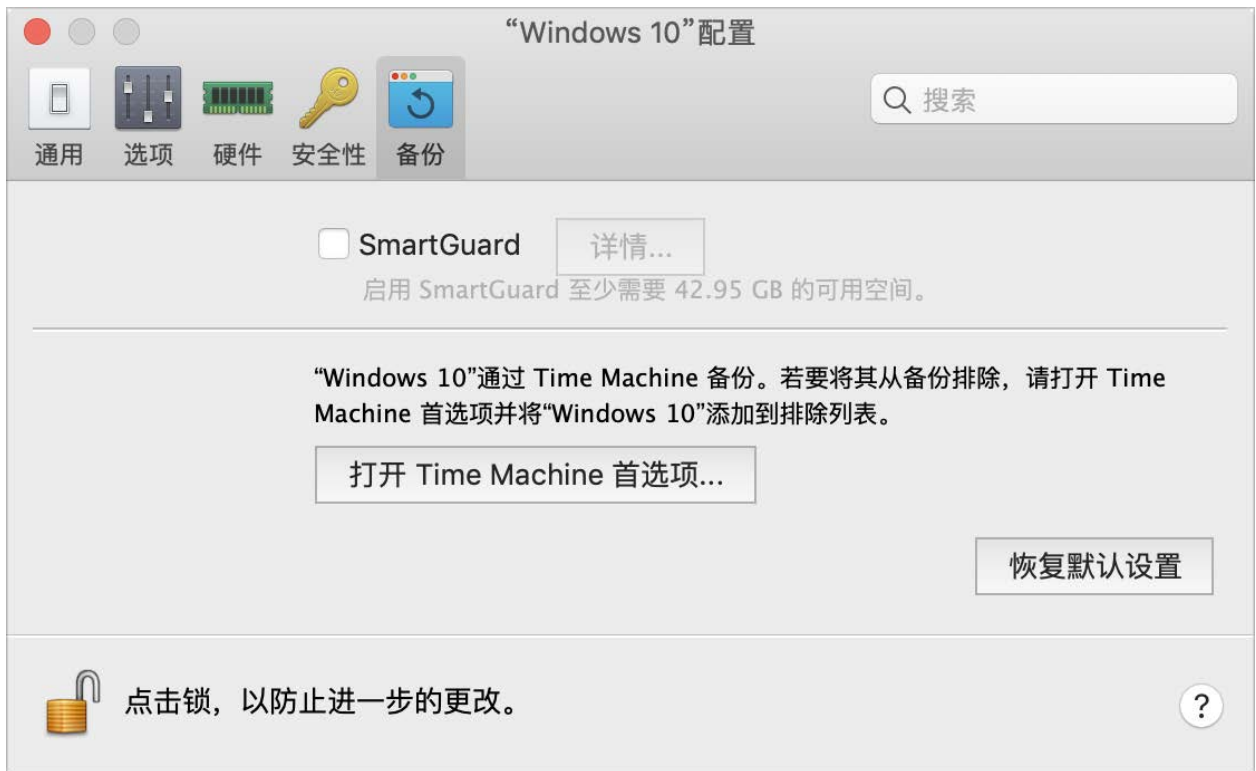 “Windows 10”配置
通用 选项 硬件 安全性 备份
搜索
SmartGuard 详情...
启用 SmartGuard 至少需要 42.95 GB 的可用空间。
“Windows 10”通过 Time Machine 备份。若要将其从备份排除，请打开 Time
Machine 首选项并将“Windows 10”添加到排除列表。
打开 Time Machine 首选项...
恢复默认设置
点击锁，以防止进一步的更改。
?